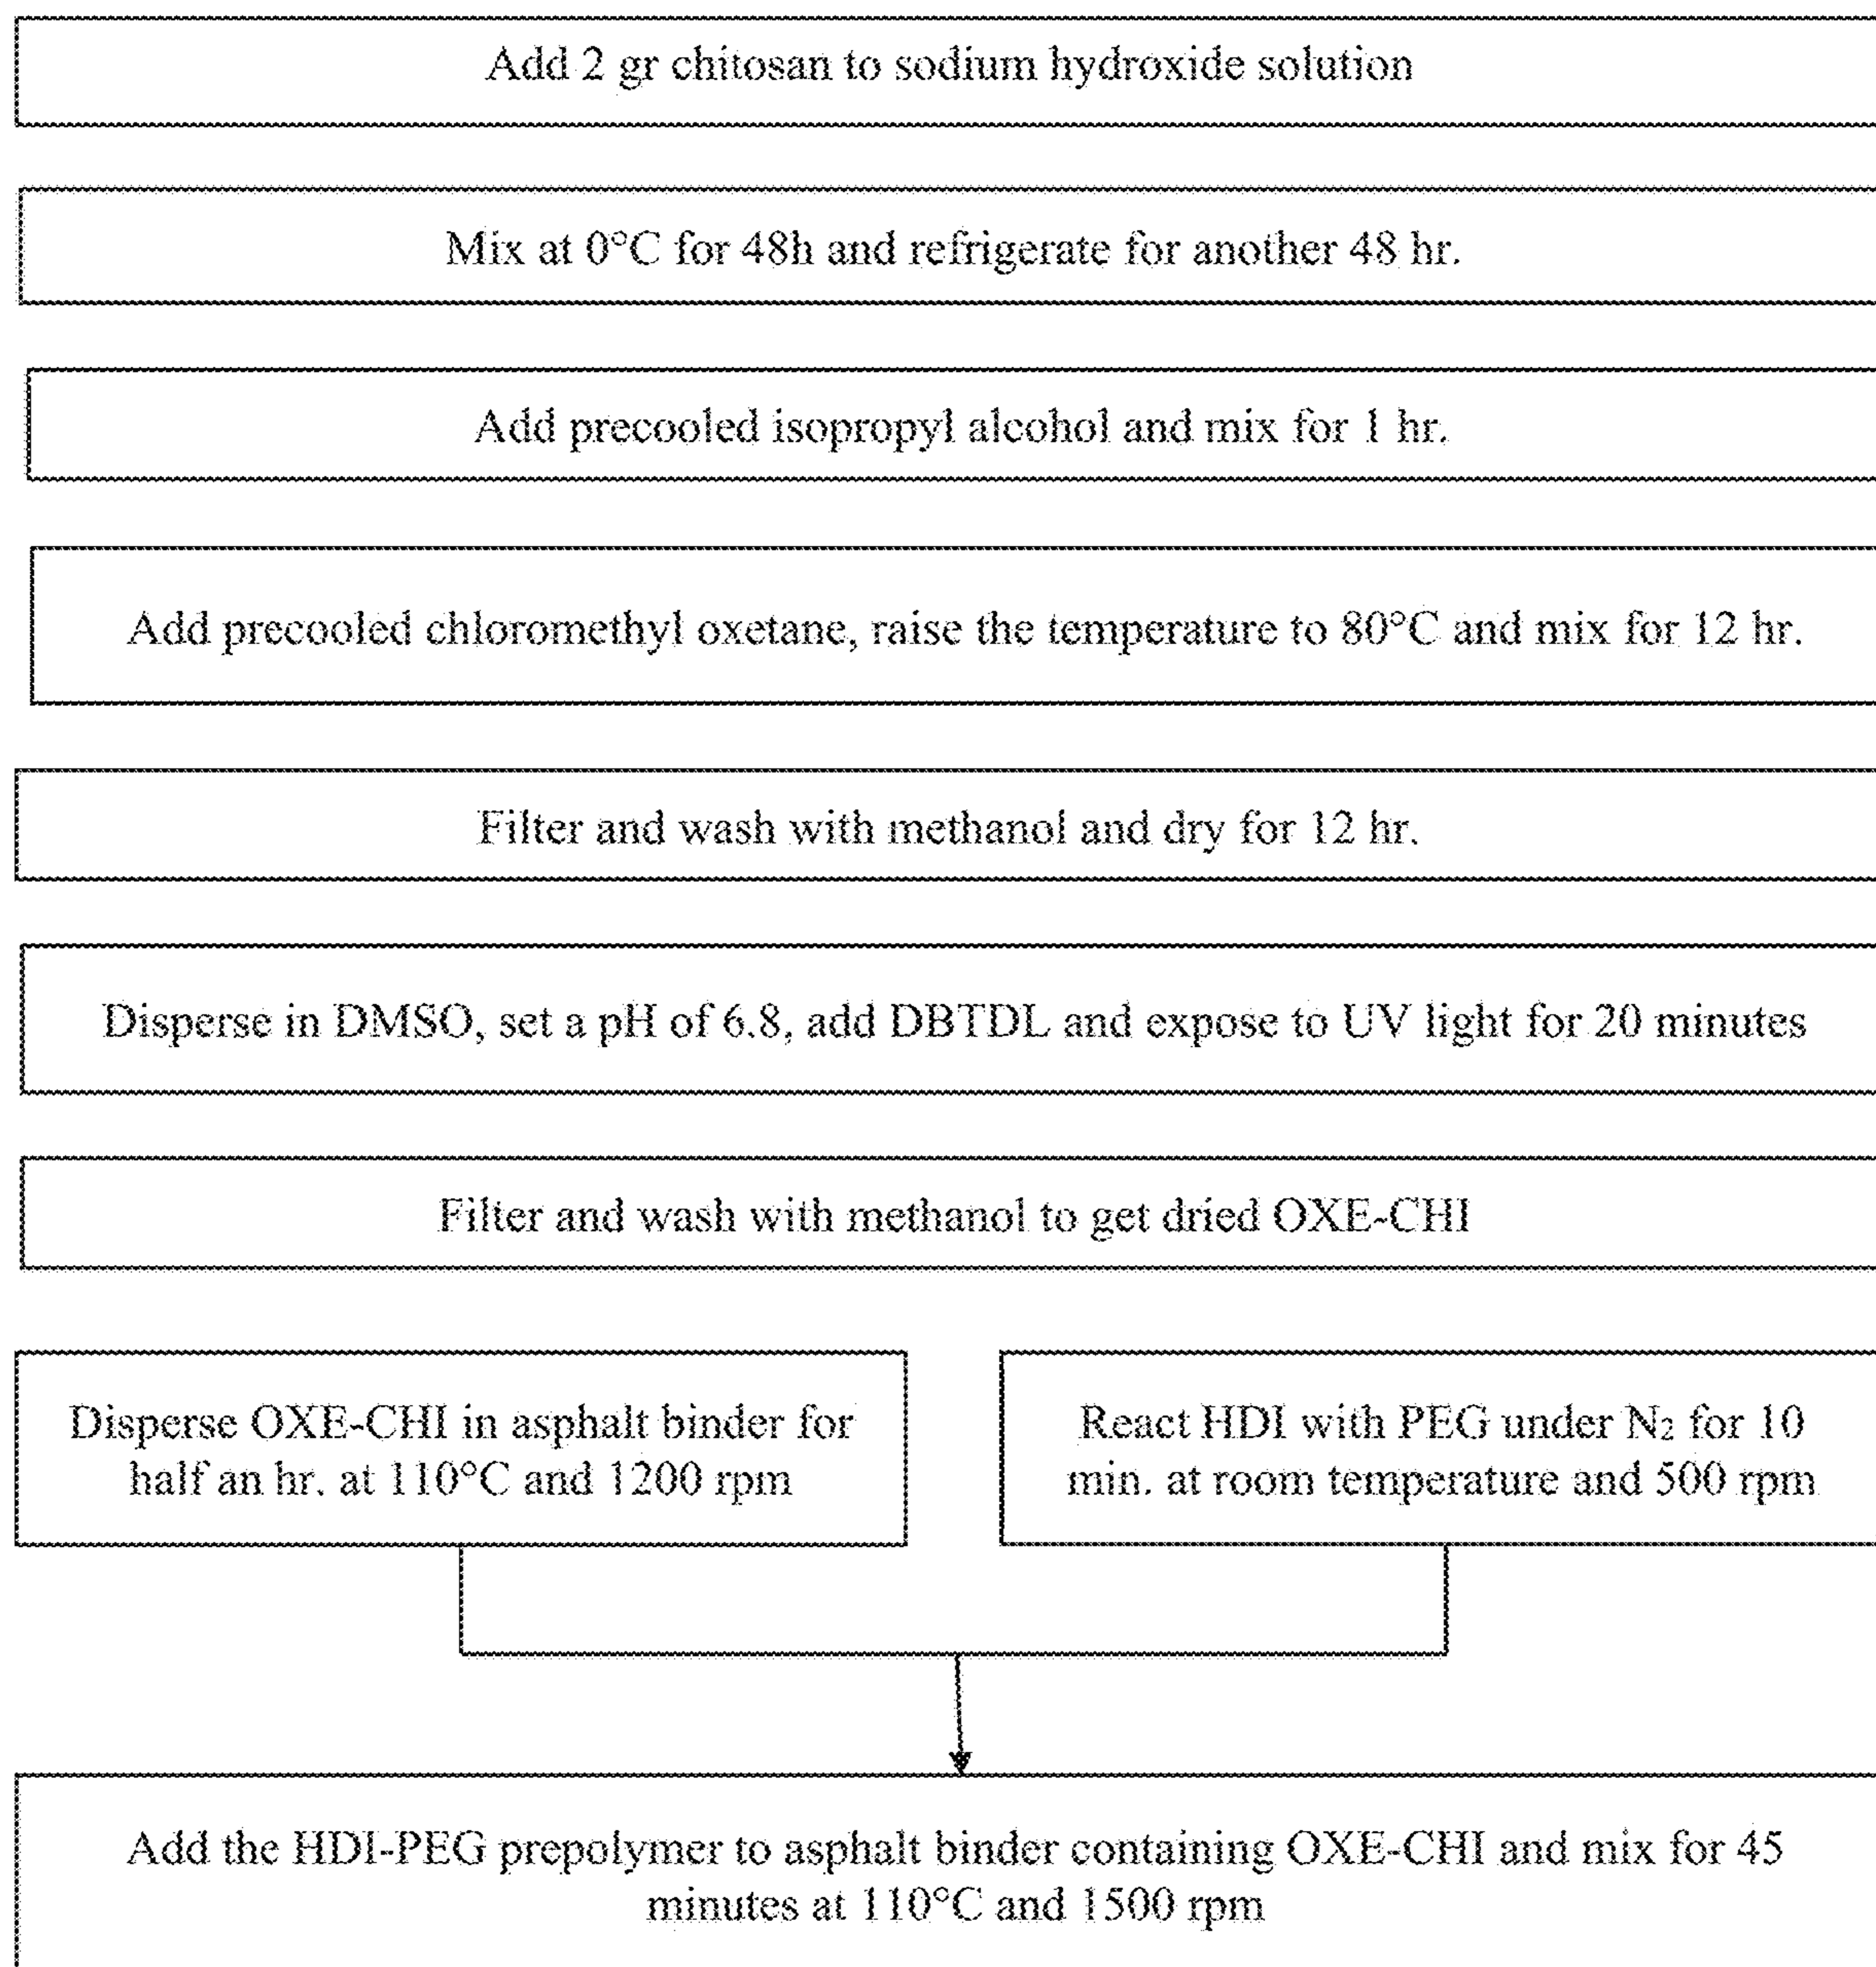 Add 2 gr chitosan to sodium hydroxide solution
Mix at 0°C for 48h and refrigerate for another 48 hr.
Add precooled isopropyl alcohol and mix for 1 hr.
Add precooled chloromethyl oxetane, raise the temperature to 80°C and mix for 12 hr.
Filter and wash with methanol and dry for 12 hr.
Disperse in DMSO, set a pH of 6.8, add DBTDL and expose to UV light for 20 minutes
Filter and wash with methanol to get dried OXE-CHI
Disperse OXE-CHI in asphalt binder for
half an hr. at 110°C and 1200 rpm
React HDI with PEG under N₂ for 10
min. at room temperature and 500 rpm
Add the HDI-PEG prepolymer to asphalt binder containing OXE-CHI and mix for 45
minutes at 110°C and 1500 rpm